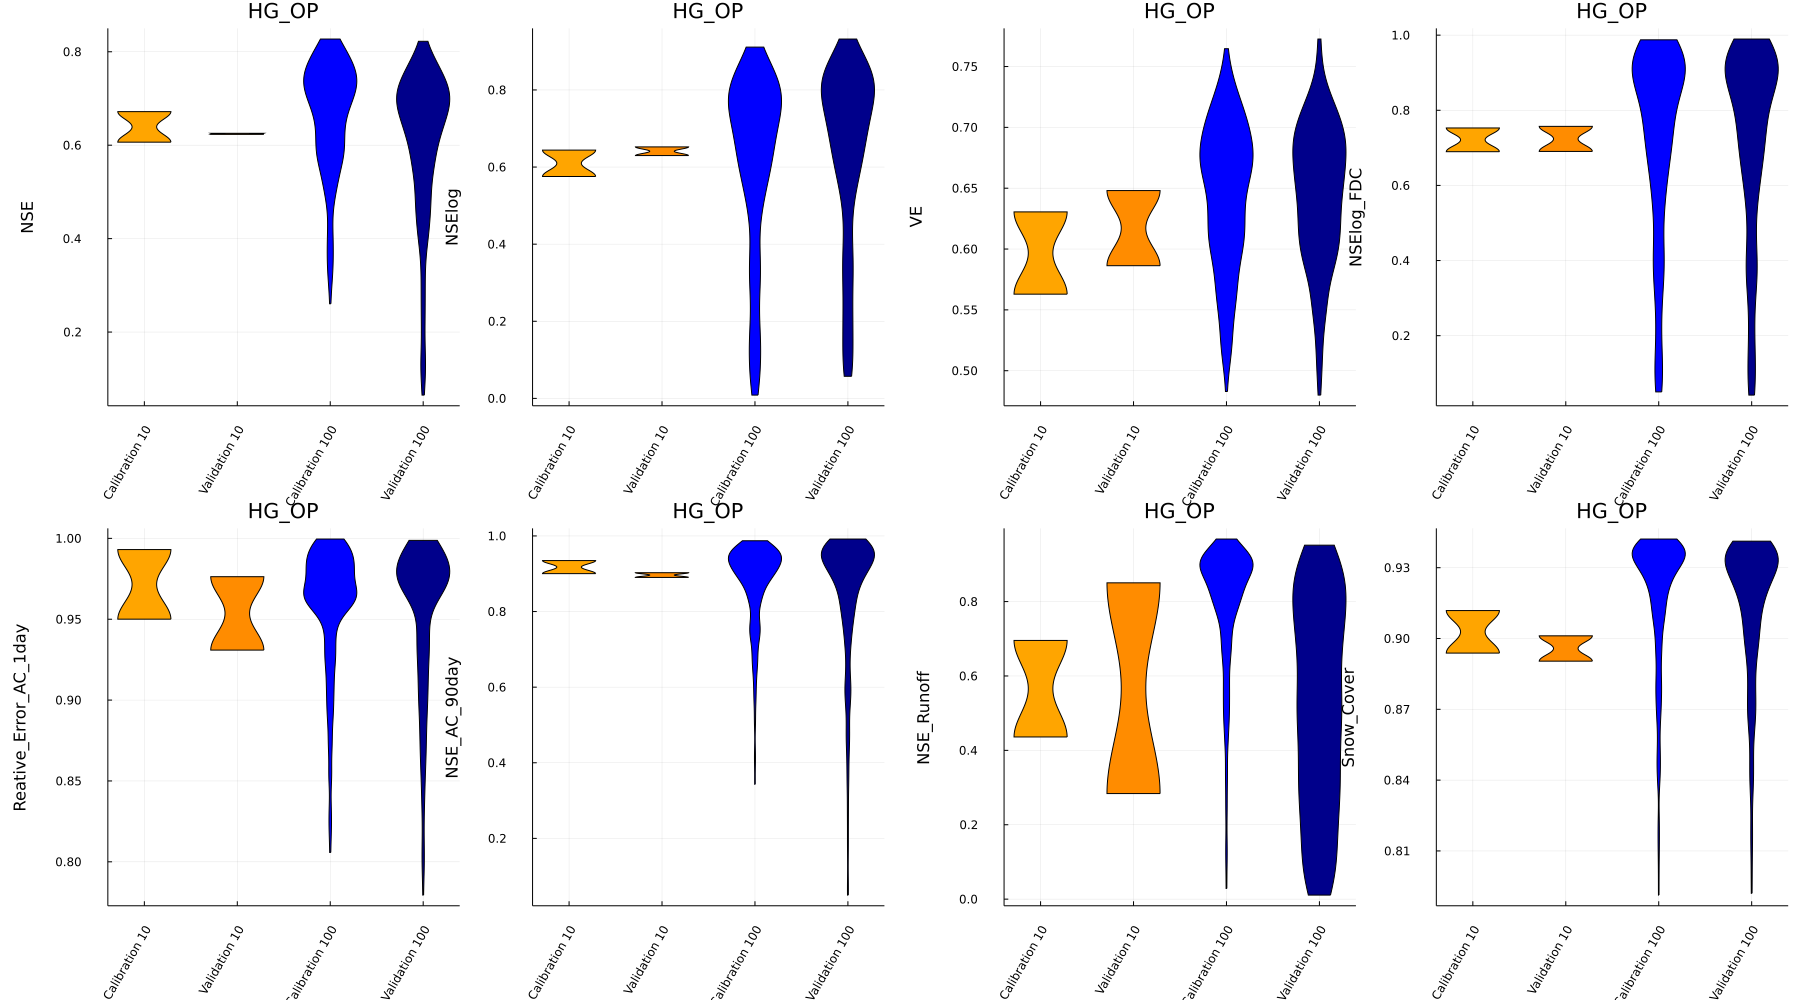 HG_OP
HG_OP
HG_OP
HG_OP
NSE
0.8
0.6
0.4
0.2
Calibration 10
Validation 10
Calibration 100
Validation 100
NSElog
0.8
0.6
0.4
0.2
0.0
Calibration 10
Validation 10
Calibration 100
Validation 100
VE
0.75
0.70
0.65
0.60
0.55
0.50
Calibration 10
Validation 10
Calibration 100
Validation 100
NSElog_FDC
1.0
0.8
0.6
0.4
0.2
Calibration 10
Validation 10
Calibration 100
Validation 100
HG_OP
HG_OP
HG_OP
HG_OP
Reative_Error_AC_1day
1.00
0.95
0.90
0.85
0.80
Calibration 10
Validation 10
Calibration 100
Validation 100
NSE_AC_90day
1.0
0.8
0.6
0.4
0.2
Calibration 10
Validation 10
Calibration 100
Validation 100
NSE_Runoff
0.8
0.6
0.4
0.2
0.0
Calibration 10
Validation 10
Calibration 100
Validation 100
Snow_Cover
0.93
0.90
0.87
0.84
0.81
Calibration 10
Validation 10
Calibration 100
Validation 100